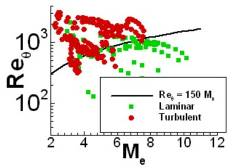 Re_θ
10³
10²
2 4 6 8 10 12
M_e
Re_θ = 150 M_e
Laminar
Turbulent